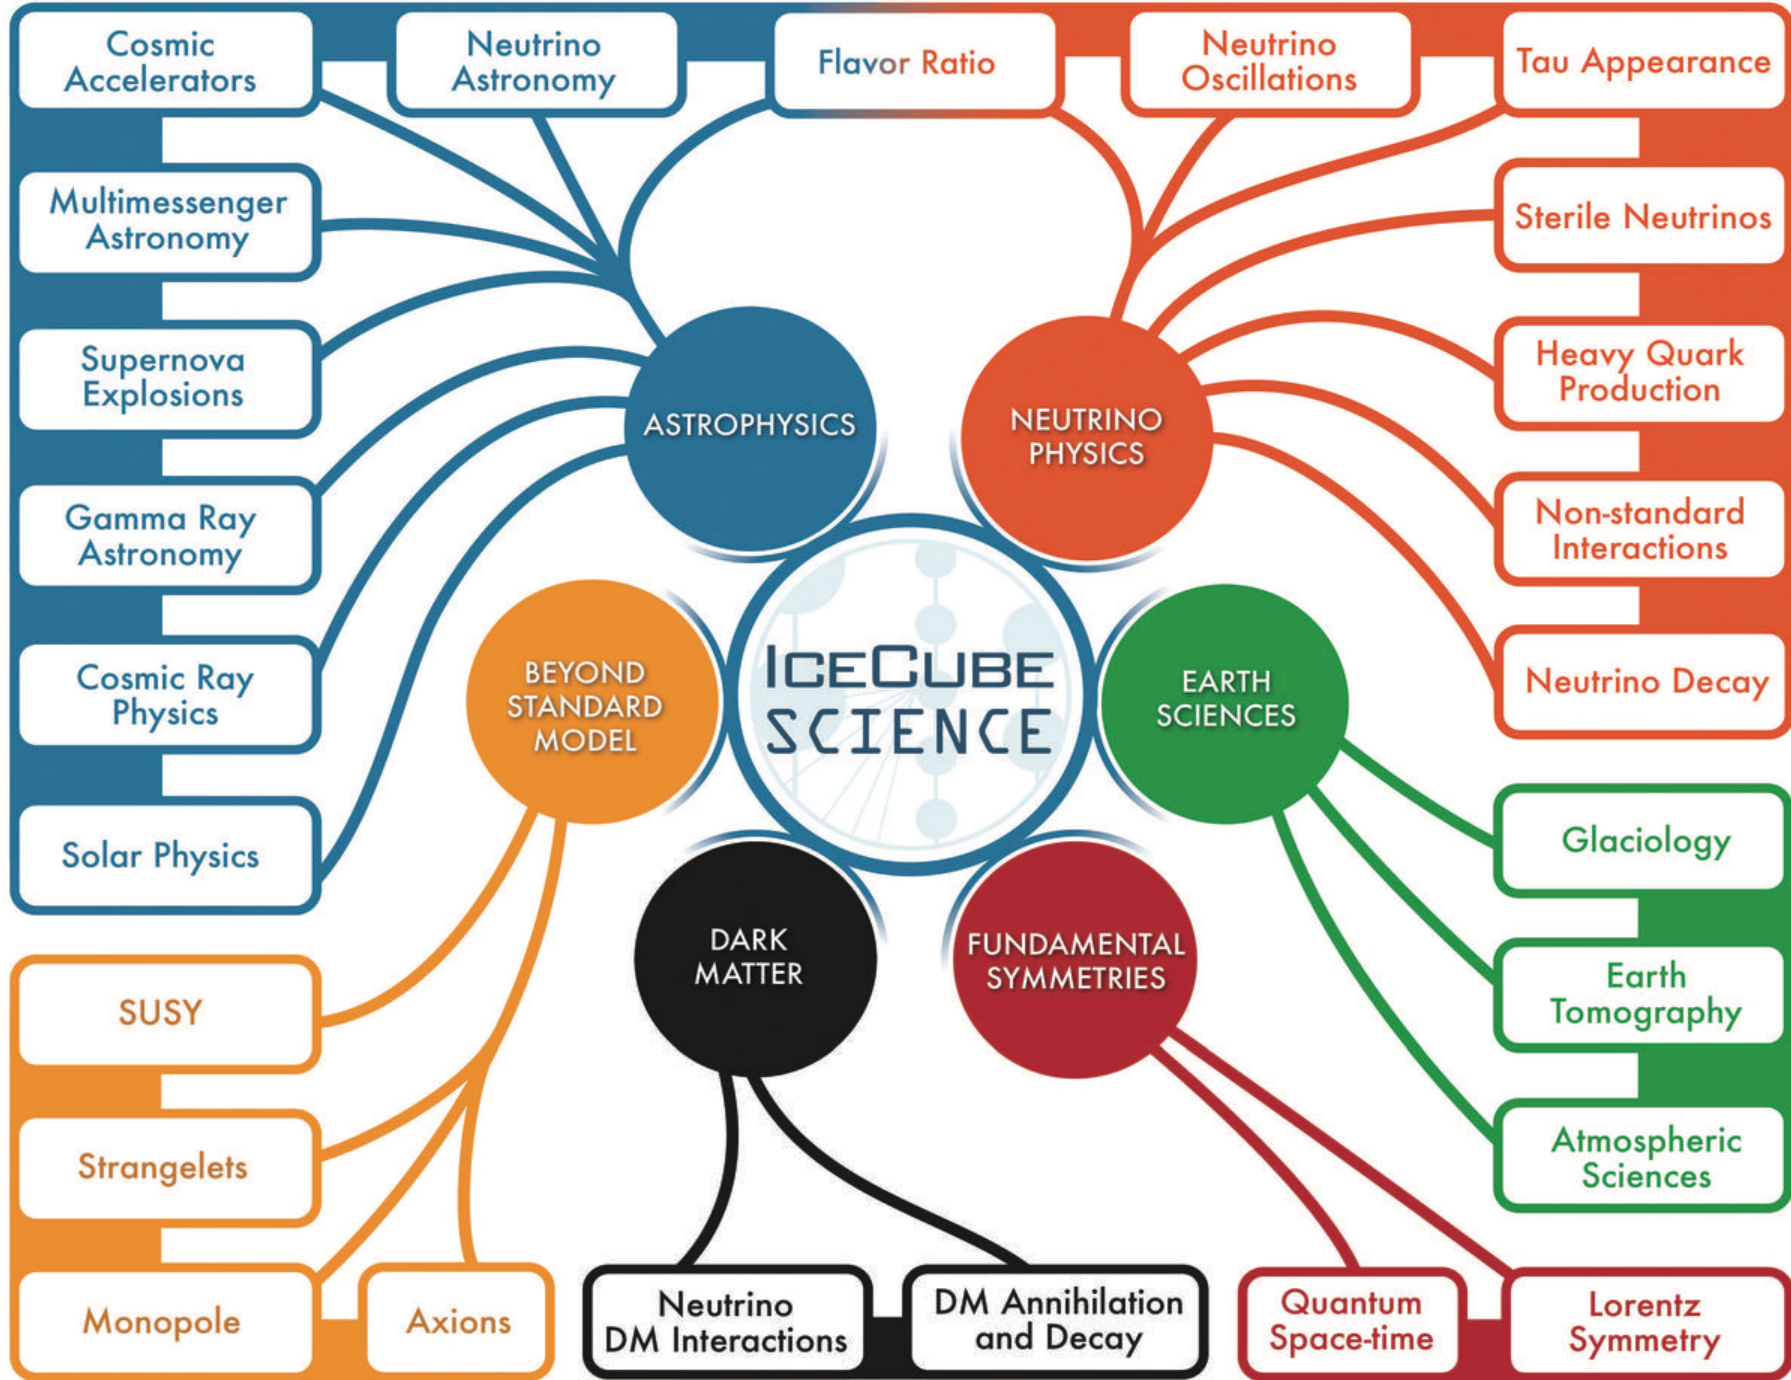 Cosmic
Accelerators
Neutrino
Astronomy
Flavor Ratio
Neutrino
Oscillations
Tau Appearance
Multimessenger
Astronomy
Sterile Neutrinos
Supernova
Explosions
Heavy Quark
Production
ASTROPHYSICS
NEUTRINO
PHYSICS
Gamma Ray
Astronomy
Non-standard
Interactions
Cosmic Ray
Physics
BEYOND
STANDARD
MODEL
ICECUBE
SCIENCE
EARTH
SCIENCES
Neutrino Decay
Solar Physics
Glaciology
DARK
MATTER
FUNDAMENTAL
SYMMETRIES
SUSY
Earth
Tomography
Strangelets
Atmospheric
Sciences
Monopole
Axions
Neutrino
DM Interactions
DM Annihilation
and Decay
Quantum
Space-time
Lorentz
Symmetry